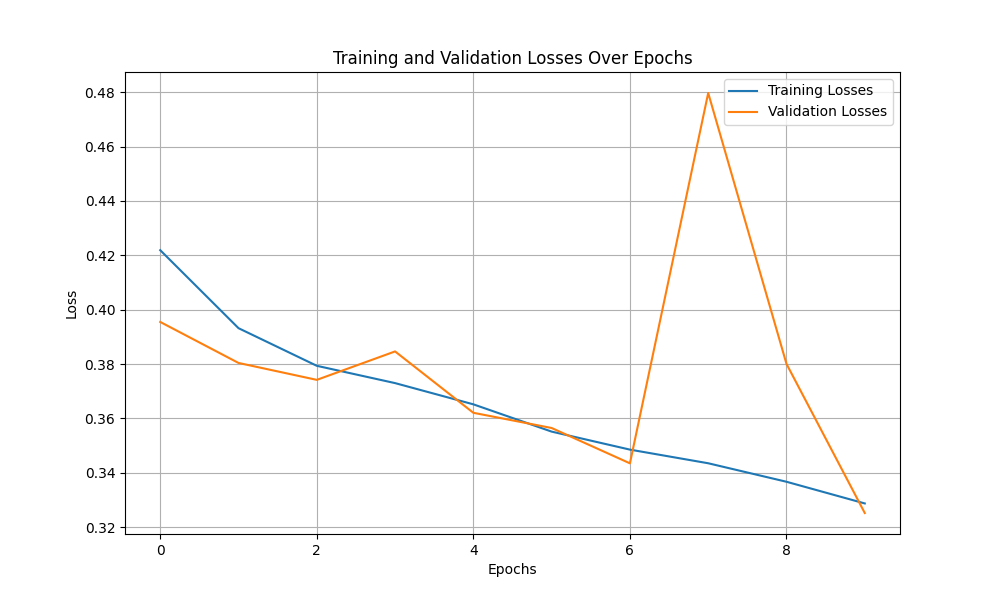 Training and Validation Losses Over Epochs
Training Losses
Validation Losses
0.48
0.46
0.44
0.42
0.40
0.38
0.36
0.34
0.32
Loss
0 2 4 6 8
Epochs